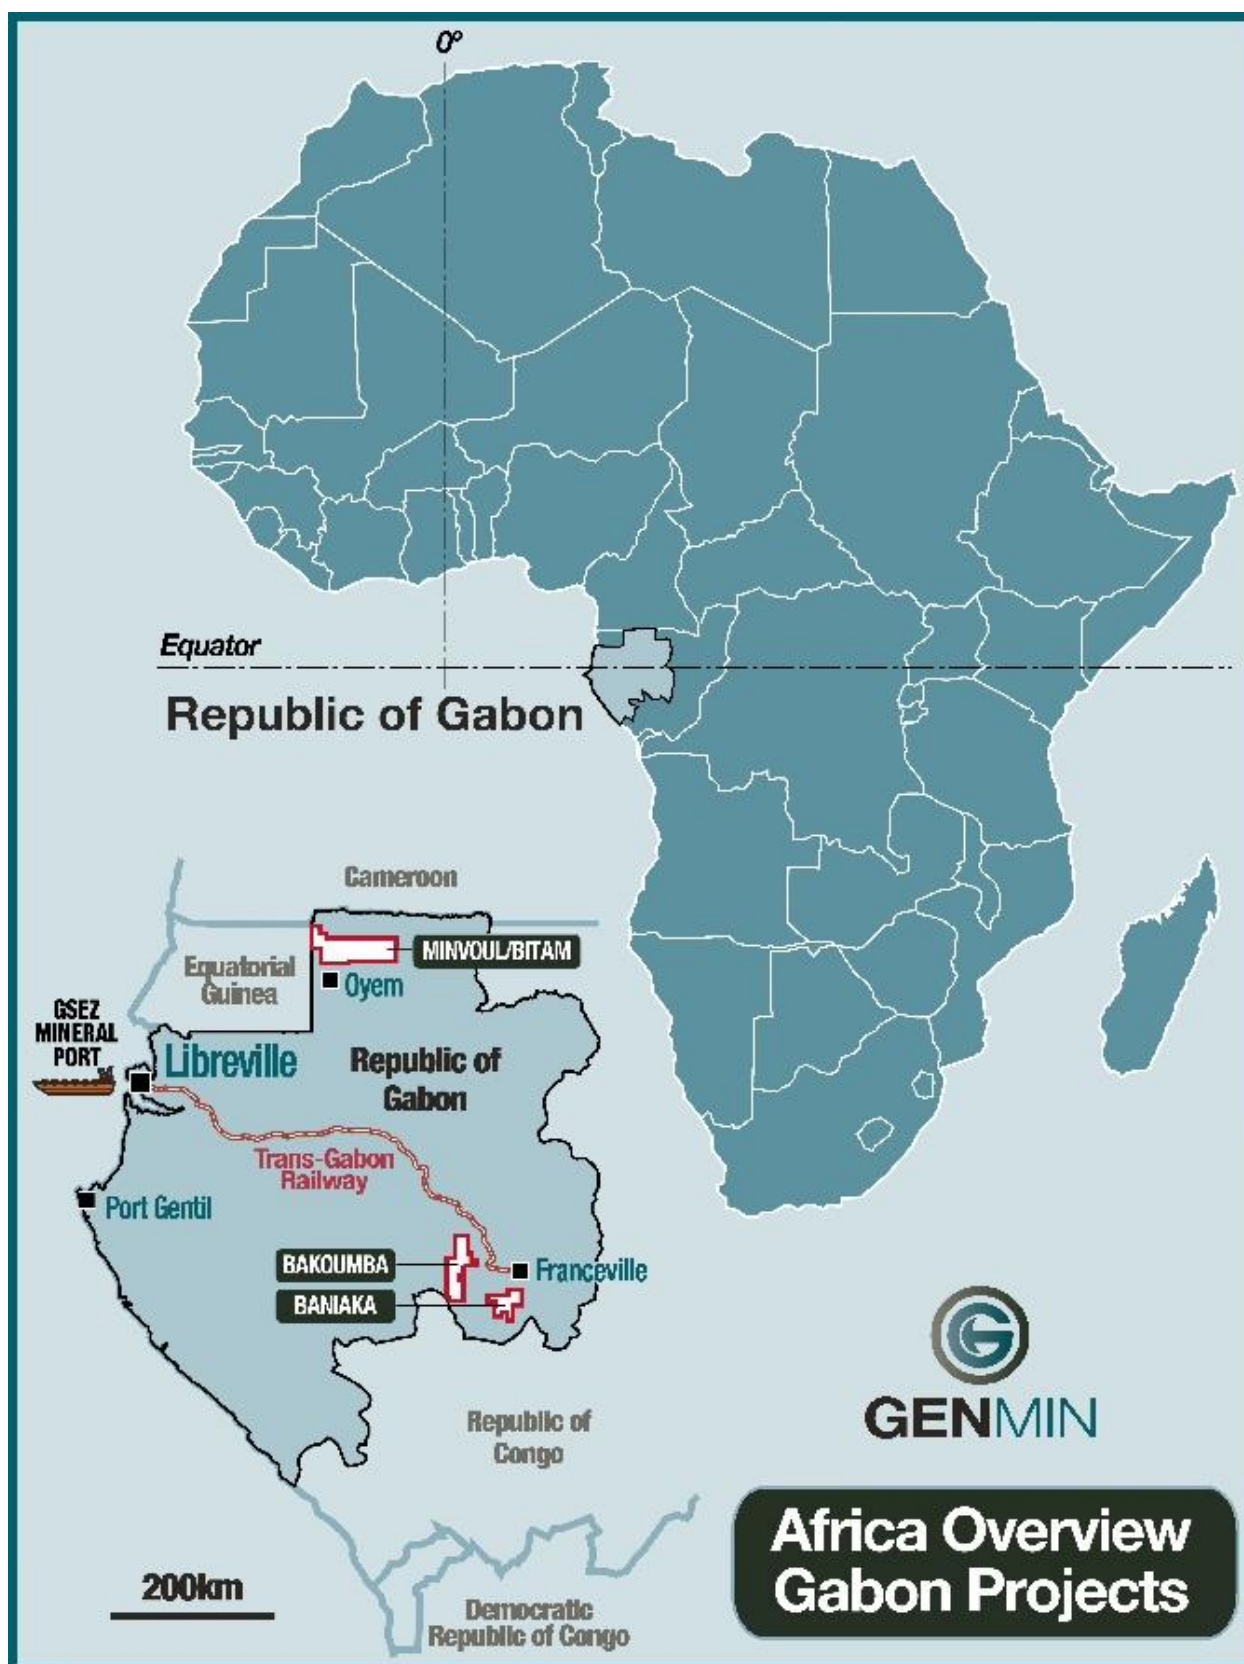 0°
Equator
Republic of Gabon
Cameroon
MINVOUL/BITAM
Equatorial
Guinea
Oyem
GSEZ
MINERAL
PORT
Libreville
Republic of
Gabon
Trans-Gabon
Railway
Port Gentil
BAKOUMBA
Franceville
BANIAKA
G
GENMIN
Republic of
Congo
Africa Overview
Gabon Projects
200km
Democratic
Republic of Congo